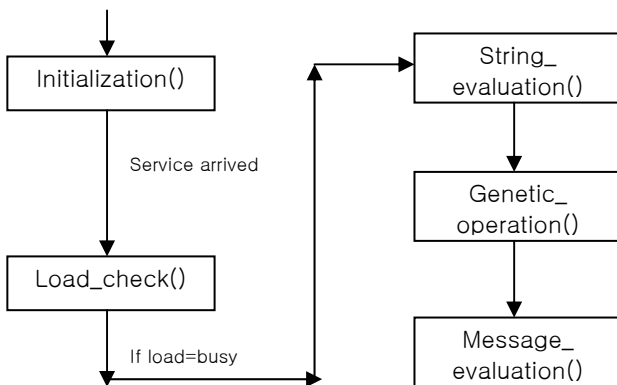 Initialization()
Service arrived
Load_check()
If load=busy
String_
evaluation()
Genetic_
operation()
Message_
evaluation()